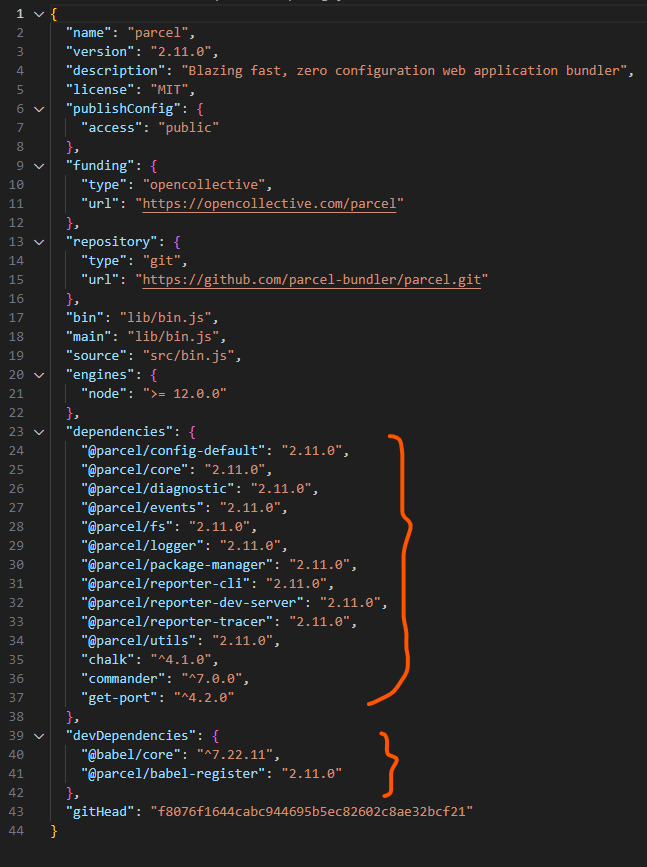 1 {
2 "name": "parcel",
3 "version": "2.11.0",
4 "description": "Blazing fast, zero configuration web application bundler",
5 "license": "MIT",
6 "publishConfig": {
7 "access": "public"
8 },
9 "funding": {
10 "type": "opencollective",
11 "url": "https://opencollective.com/parcel"
12 },
13 "repository": {
14 "type": "git",
15 "url": "https://github.com/parcel-bundler/parcel.git"
16 },
17 "bin": "lib/bin.js",
18 "main": "lib/bin.js",
19 "source": "src/bin.js",
20 "engines": {
21 "node": ">= 12.0.0"
22 },
23 "dependencies": {
24 "@parcel/config-default": "2.11.0",
25 "@parcel/core": "2.11.0",
26 "@parcel/diagnostic": "2.11.0",
27 "@parcel/events": "2.11.0",
28 "@parcel/fs": "2.11.0",
29 "@parcel/logger": "2.11.0",
30 "@parcel/package-manager": "2.11.0",
31 "@parcel/reporter-cli": "2.11.0",
32 "@parcel/reporter-dev-server": "2.11.0",
33 "@parcel/reporter-tracer": "2.11.0",
34 "@parcel/utils": "2.11.0",
35 "chalk": "^4.1.0",
36 "commander": "^7.0.0",
37 "get-port": "^4.2.0"
38 },
39 "devDependencies": {
40 "@babel/core": "^7.22.11",
41 "@parcel/babel-register": "2.11.0"
42 },
43 "gitHead": "f8076f1644cabc944695b5ec82602c8ae32bcf21"
44 }